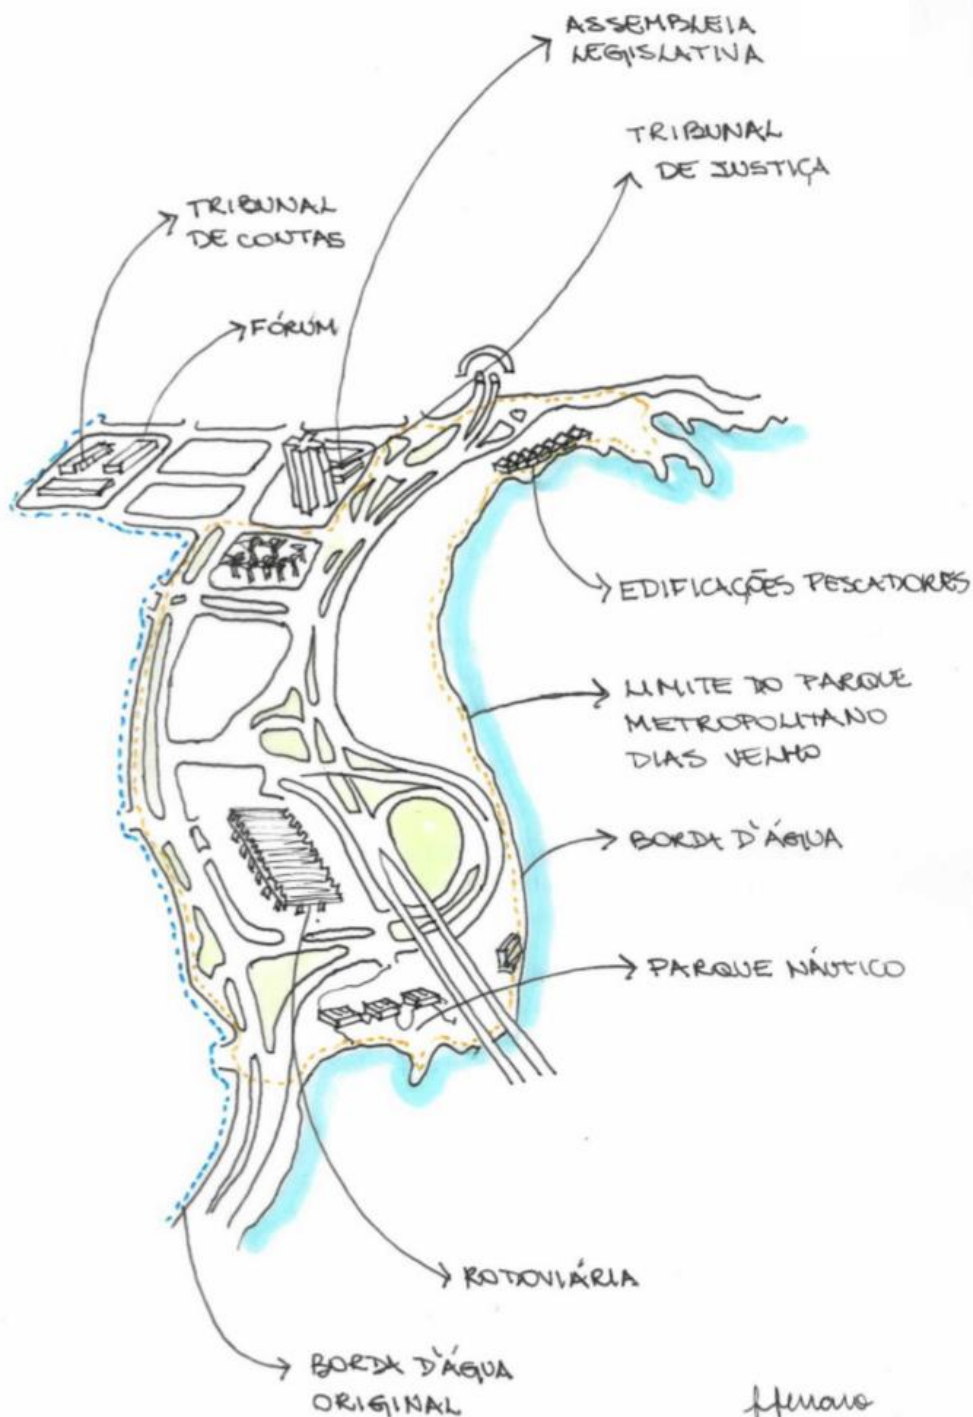 ASSEMBLEIA
LEGISLATIVA
TRIBUNAL
DE JUSTIÇA
TRIBUNAL
DE CONTAS
FÓRUM
EDIFICAÇÕES PESCADORES
LIMITE DO PARQUE
METROPOLITANO
DIAS VELHO
BORDA D'ÁGUA
PARQUE NÁUTICO
RODOVIÁRIA
BORDA D'ÁGUA
ORIGINAL